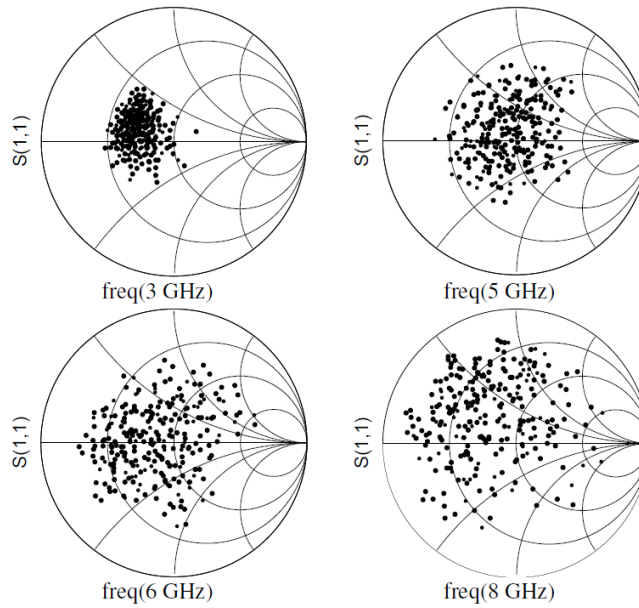 S(1,1)
freq(3 GHz)
S(1,1)
freq(5 GHz)
S(1,1)
freq(6 GHz)
S(1,1)
freq(8 GHz)